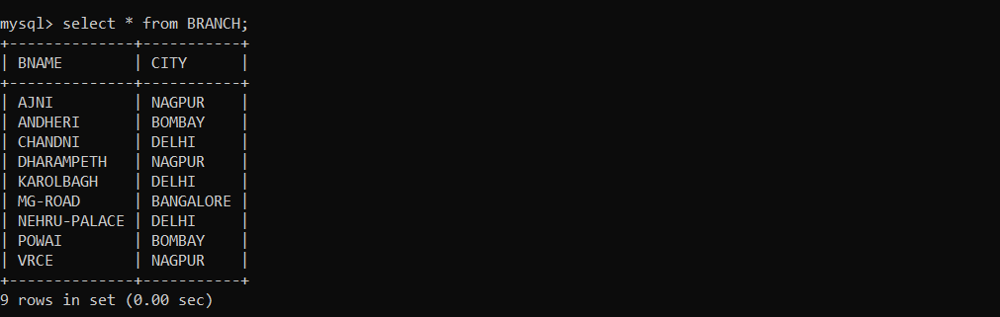 mysql> select * from BRANCH;
+--------------+-----------+
| BNAME        | CITY      |
+--------------+-----------+
| AJNI         | NAGPUR    |
| ANDHERI      | BOMBAY    |
| CHANDNI      | DELHI     |
| DHARAMPETH   | NAGPUR    |
| KAROLBAGH    | DELHI     |
| MG-ROAD      | BANGALORE |
| NEHRU-PALACE | DELHI     |
| POWAI        | BOMBAY    |
| VRCE         | NAGPUR    |
+--------------+-----------+
9 rows in set (0.00 sec)